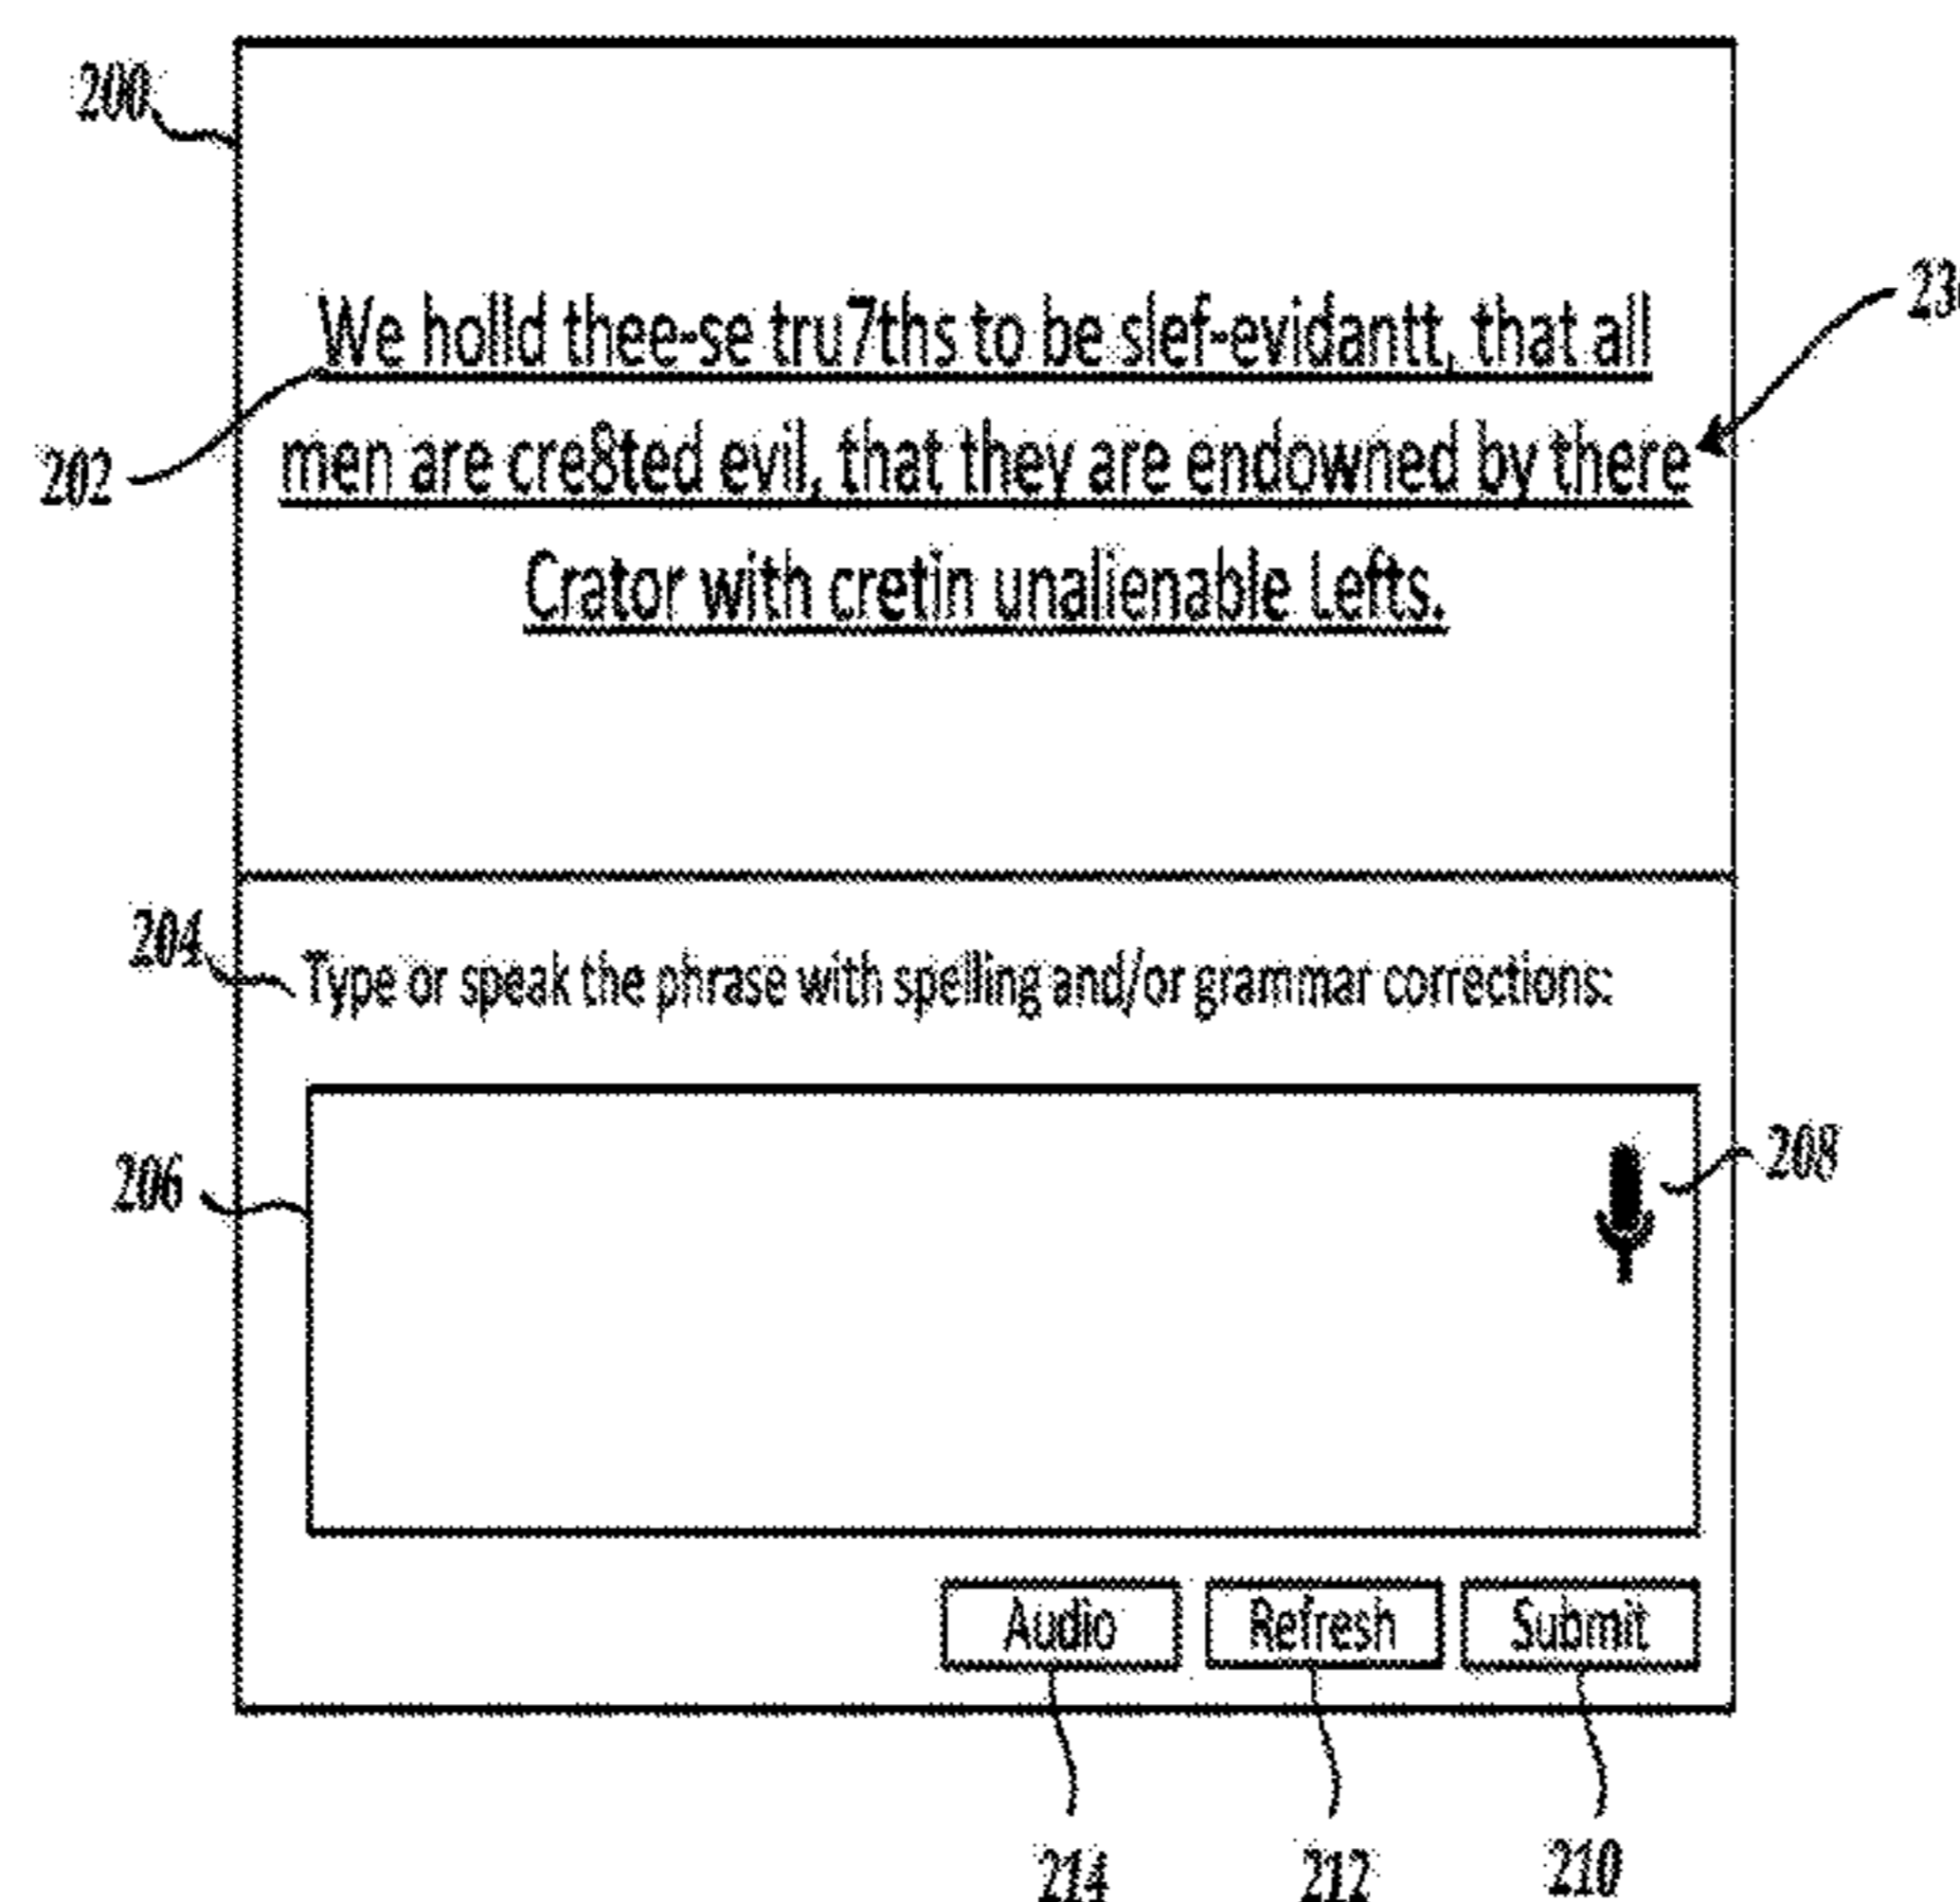 200
We holld thee-se tru7ths to be slef-evidantt, that all
202
men are cre8ted evil, that they are endowned by there
Crator with cretin unalienable Lefts.
204
Type or speak the phrase with spelling and/or grammar corrections:
206
208
Audio Refresh Submit
214 212 210